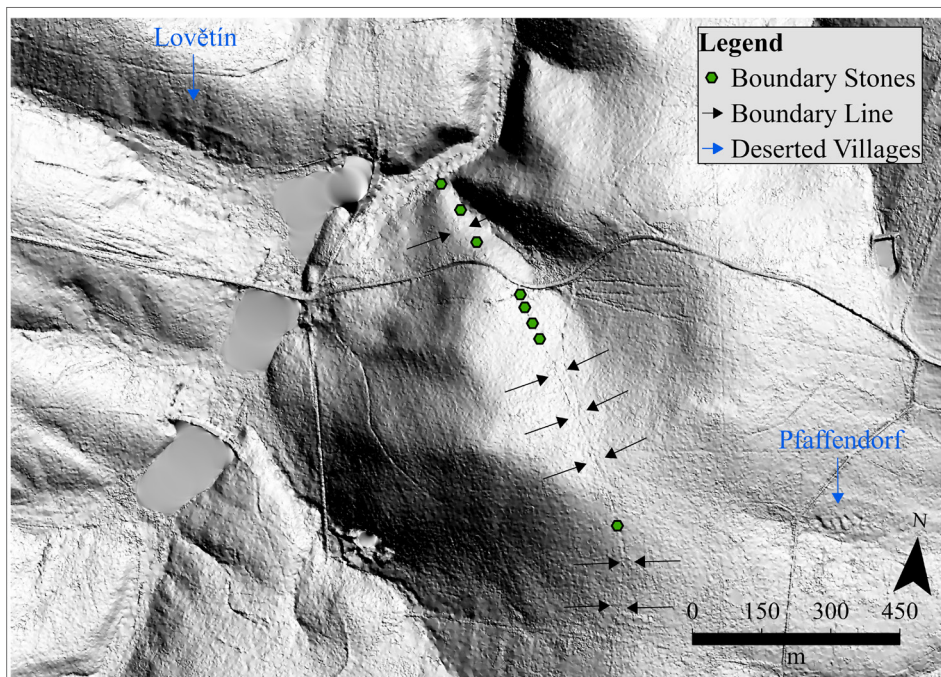 Lovětín
Legend
Boundary Stones
Boundary Line
Deserted Villages
Pfaffendorf
N
0 150 300 450
m